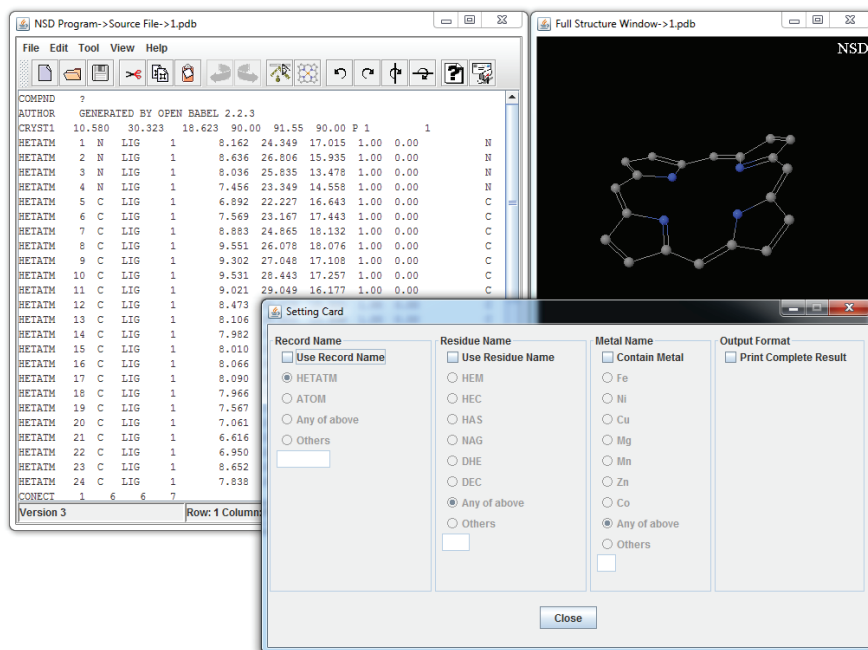 NSD Program->Source File->1.pdb
File Edit Tool View Help
COMPND ?
AUTHOR GENERATED BY OPEN BABEL 2.2.3
CRYST1 10.580 30.323 18.623 90.00 91.55 90.00 P 1 1
HETATM 1 N LIG 1 8.162 24.349 17.015 1.00 0.00 N
HETATM 2 N LIG 1 8.636 26.806 15.935 1.00 0.00 N
HETATM 3 N LIG 1 8.036 25.835 13.478 1.00 0.00 N
HETATM 4 N LIG 1 7.456 23.349 14.558 1.00 0.00 N
HETATM 5 C LIG 1 6.892 22.227 16.643 1.00 0.00 C
HETATM 6 C LIG 1 7.569 23.167 17.443 1.00 0.00 C
HETATM 7 C LIG 1 8.883 24.865 18.132 1.00 0.00 C
HETATM 8 C LIG 1 9.551 26.078 18.076 1.00 0.00 C
HETATM 9 C LIG 1 9.302 27.048 17.108 1.00 0.00 C
HETATM 10 C LIG 1 9.531 28.443 17.257 1.00 0.00 C
HETATM 11 C LIG 1 9.021 29.049 16.177 1.00 0.00 C
HETATM 12 C LIG 1 8.473
HETATM 13 C LIG 1 8.106
HETATM 14 C LIG 1 7.982
HETATM 15 C LIG 1 8.010
HETATM 16 C LIG 1 8.066
HETATM 17 C LIG 1 8.090
HETATM 18 C LIG 1 7.966
HETATM 19 C LIG 1 7.567
HETATM 20 C LIG 1 7.061
HETATM 21 C LIG 1 6.616
HETATM 22 C LIG 1 6.950
HETATM 23 C LIG 1 8.652
HETATM 24 C LIG 1 7.838
CONECT 1 6 6 7
Version 3
Row: 1 Column:
Full Structure Window->1.pdb
NSD
Setting Card
Record Name
Use Record Name
HETATM
ATOM
Any of above
Others
Residue Name
Use Residue Name
HEM
HEC
HAS
NAG
DHE
DEC
Any of above
Others
Metal Name
Contain Metal
Fe
Ni
Cu
Mg
Mn
Zn
Co
Any of above
Others
Output Format
Print Complete Result
Close